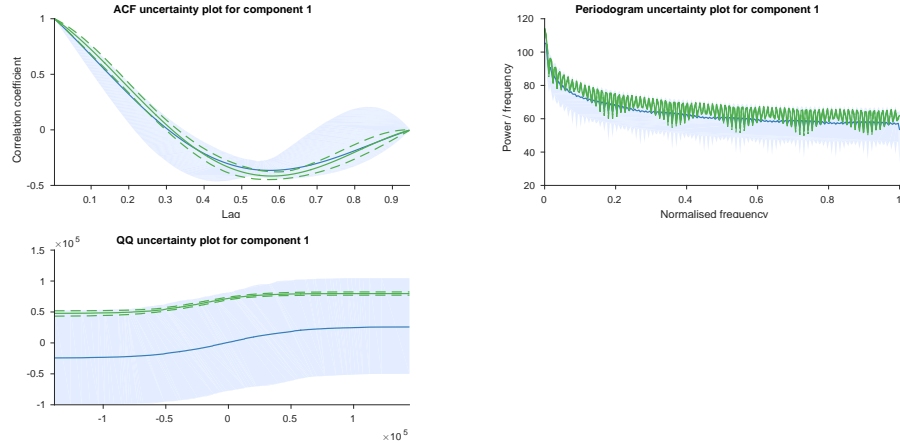 ACF uncertainty plot for component 1
1
0.5
0
-0.5
Correlation coefficient
0.1 0.2 0.3 0.4 0.5 0.6 0.7 0.8 0.9
Lag
Periodogram uncertainty plot for component 1
120
100
80
60
40
20
Power / frequency
0 0.2 0.4 0.6 0.8 1
Normalised frequency
QQ uncertainty plot for component 1
×10^5
1.5
1
0.5
0
-0.5
-1
-1 -0.5 0 0.5 1
×10^5